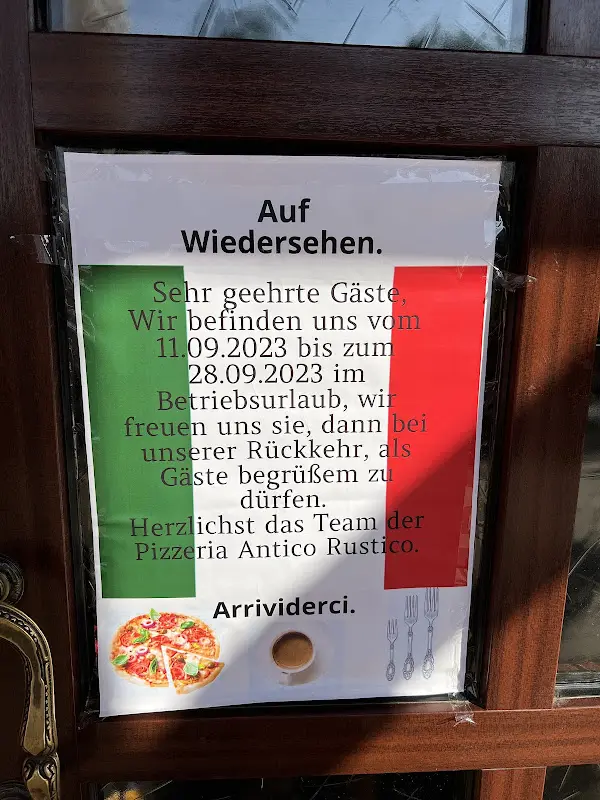 Auf
Wiedersehen.
Sehr geehrte Gäste,
Wir befinden uns vom
11.09.2023 bis zum
28.09.2023 im
Betriebsurlaub, wir
freuen uns sie, dann bei
unserer Rückkehr, als
Gäste begrüßem zu
dürfen.
Herzlichst das Team der
Pizzeria Antico Rustico.
Arrividerci.